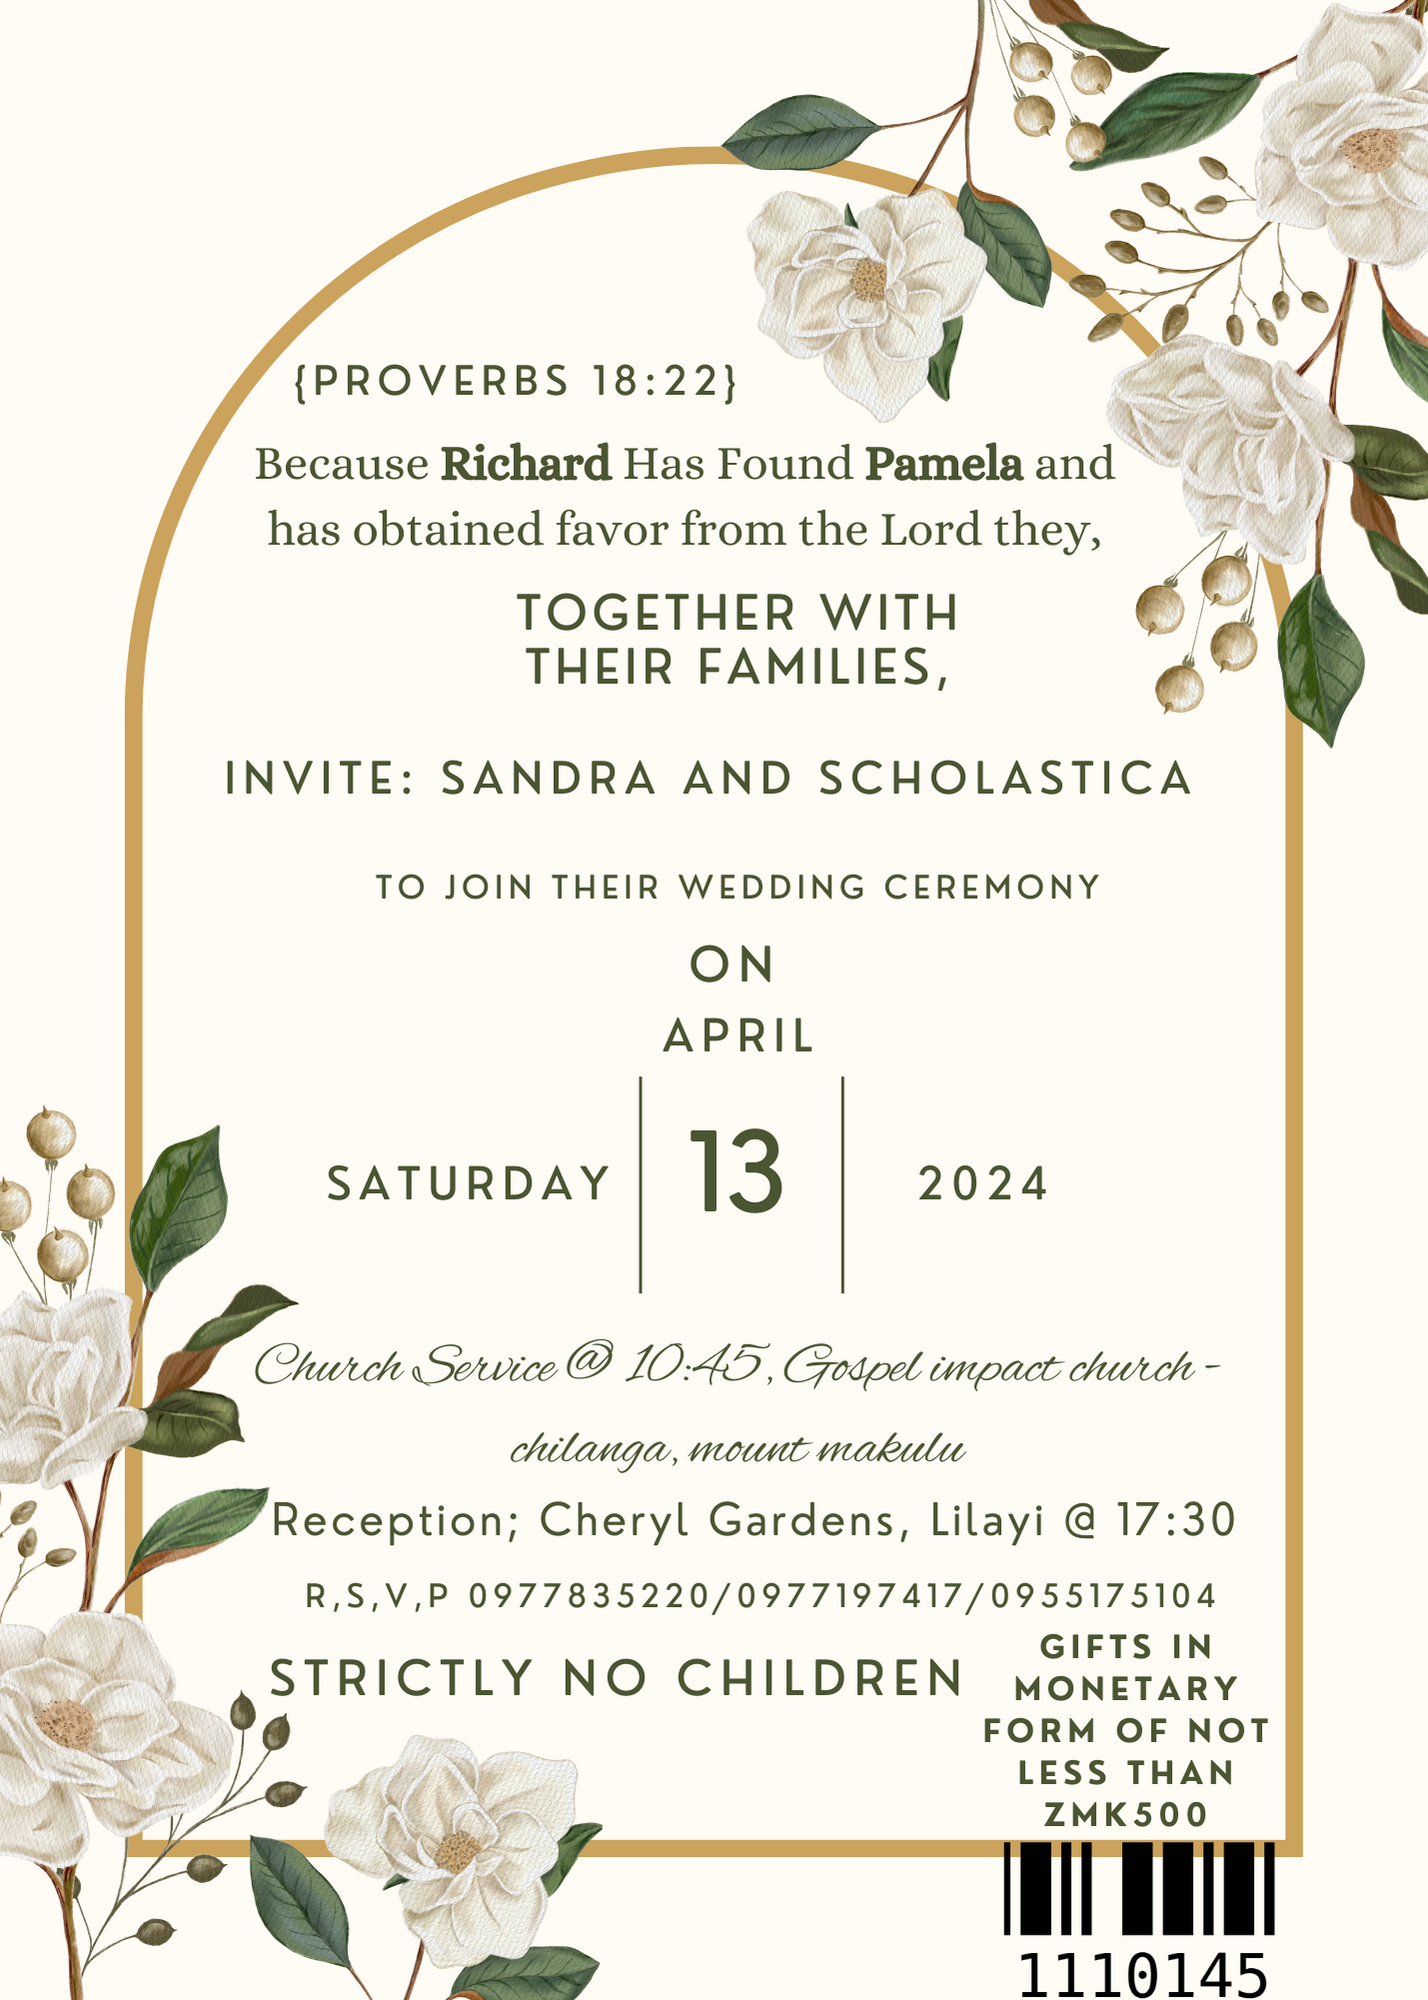 {PROVERBS 18:22}
Because Richard Has Found Pamela and
has obtained favor from the Lord they,
TOGETHER WITH
THEIR FAMILIES,
INVITE: SANDRA AND SCHOLASTICA
TO JOIN THEIR WEDDING CEREMONY
ON
APRIL
SATURDAY 13 2024
Church Service @ 10:45, Gospel impact church -
chilanga, mount makulu
Reception; Cheryl Gardens, Lilayi @ 17:30
R,S,V,P 0977835220/0977197417/0955175104
STRICTLY NO CHILDREN
GIFTS IN
MONETARY
FORM OF NOT
LESS THAN
ZMK500
1110145